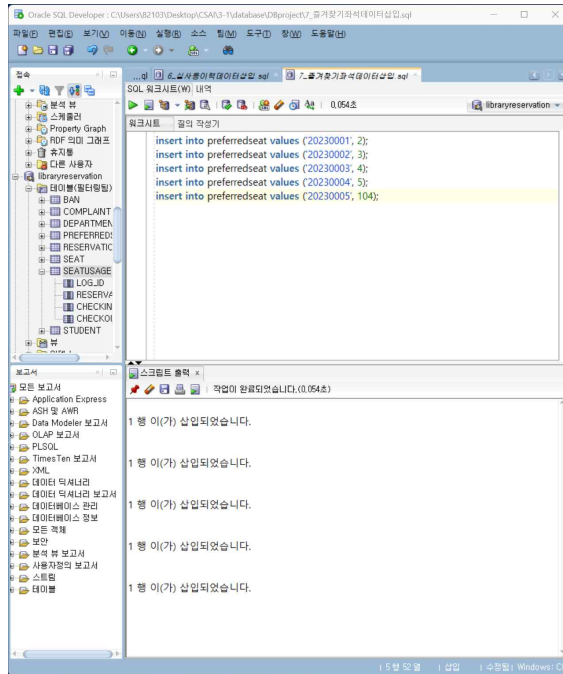 Oracle SQL Developer : C:\Users\82103\Desktop\CSAI\3-1\database\DBproject\7_즐겨찾기좌석데이터삽입.sql
파일(F) 편집(E) 보기(V) 이동(N) 실행(R) 소스 팀(M) 도구(T) 창(W) 도움말(H)
접속
분석 뷰
스케줄러
Property Graph
RDF 의미 그래프
휴지통
다른 사용자
libraryreservation
테이블(필터링됨)
BAN
COMPLAINT
DEPARTMEN
PREFERRED
RESERVATIO
SEAT
SEATUSAGE
LOG_ID
RESERVA
CHECKIN
CHECKOU
STUDENT
뷰
...ql 6_실사용이력데이터삽입.sql 7_즐겨찾기좌석데이터삽입.sql
SQL 워크시트(W) 내역
0,054초 libraryreservation
워크시트 질의 작성기
insert into preferredseat values ('20230001', 2);
insert into preferredseat values ('20230002', 3);
insert into preferredseat values ('20230003', 4);
insert into preferredseat values ('20230004', 5);
insert into preferredseat values ('20230005', 104);
보고서
모든 보고서
Application Express
ASH 및 AWR
Data Modeler 보고서
OLAP 보고서
PLSQL
TimesTen 보고서
XML
데이터 딕셔너리
데이터 딕셔너리 보고서
데이터베이스 관리
데이터베이스 정보
모든 객체
보안
분석 뷰 보고서
사용자정의 보고서
스트림
테이블
스크립트 출력 x
작업이 완료되었습니다.(0,054초)
1 행 이(가) 삽입되었습니다.
1 행 이(가) 삽입되었습니다.
1 행 이(가) 삽입되었습니다.
1 행 이(가) 삽입되었습니다.
1 행 이(가) 삽입되었습니다.
5 행 52 열 삽입 수정됨 Windows: C